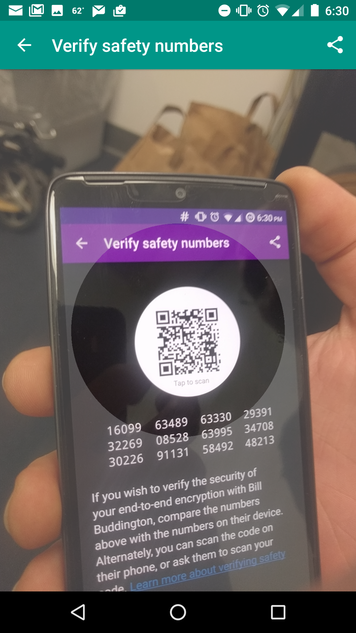 62° 6:30
Verify safety numbers
# 6:30 PM
Verify safety numbers
Tap to scan
16099 63489 63330 29391
32269 08528 63995 34708
30226 91131 58492 48213
If you wish to verify the security of
your end-to-end encryption with Bill
Buddington, compare the numbers
above with the numbers on their device.
Alternately, you can scan the code on
their phone, or ask them to scan your
code. Learn more about verifying safety